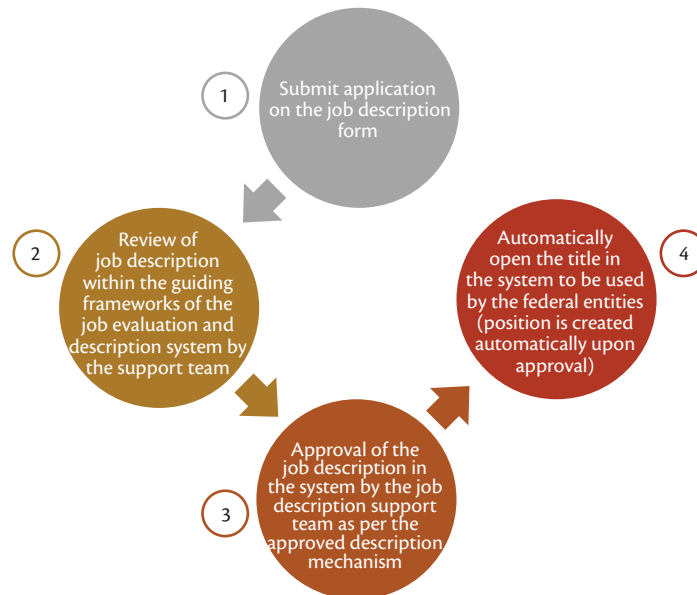 1
Submit application
on the job description
form
2
Review of
job description
within the guiding
frameworks of the
job evaluation and
description system by
the support team
3
Approval of the
job description in
the system by the job
description support
team as per the
approved description
mechanism
4
Automatically
open the title in
the system to be used
by the federal entities
(position is created
automatically upon
approval)